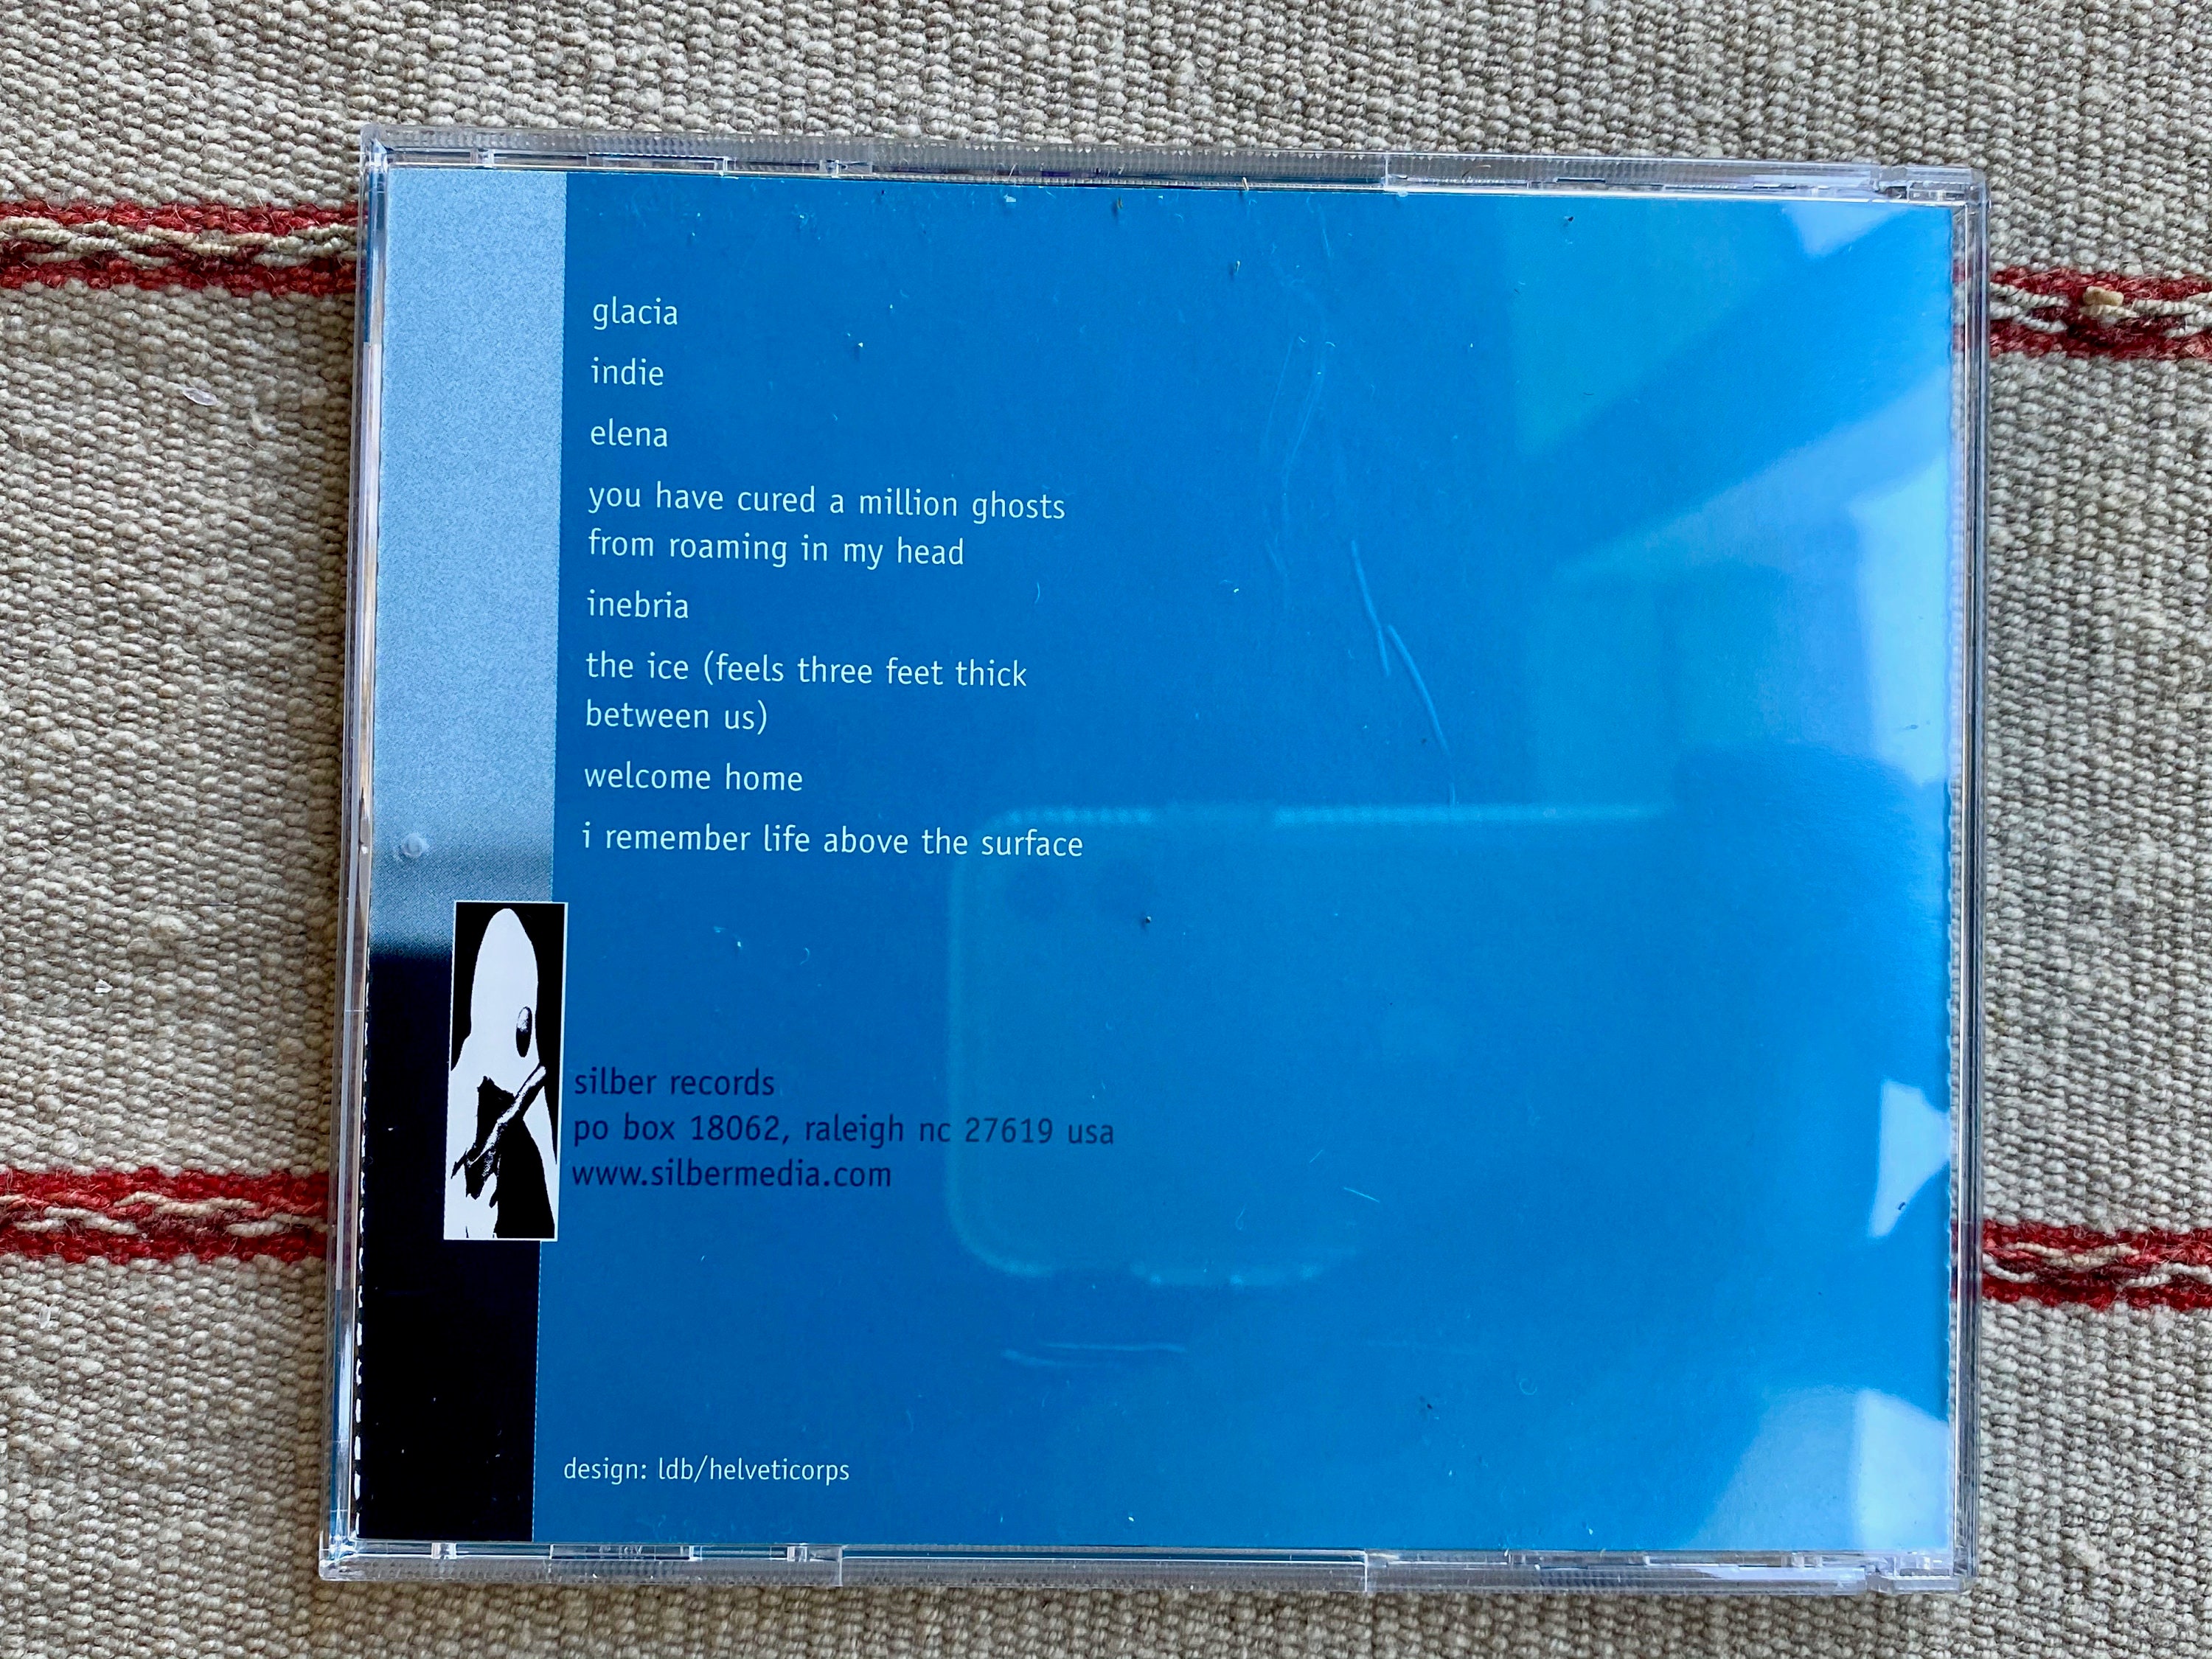 glacia
indie
elena
you have cured a million ghosts
from roaming in my head
inebria
the ice (feels three feet thick
between us)
welcome home
i remember life above the surface
silber records
po box 18062, raleigh nc 27619 usa
www.silbermedia.com
design: ldb/helveticorps